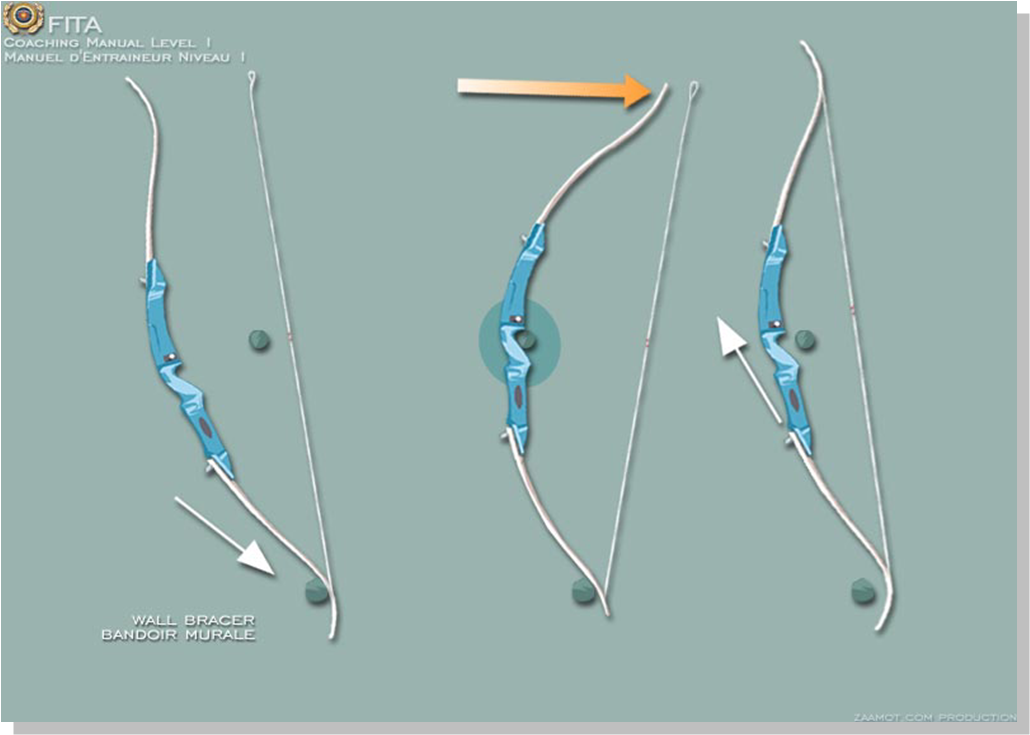 FITA
COACHING MANUAL LEVEL 1
MANUEL D'ENTRAINEUR NIVEAU 1
WALL BRACER
BANDOIR MURALE
ZAAMOT.COM PRODUCTION